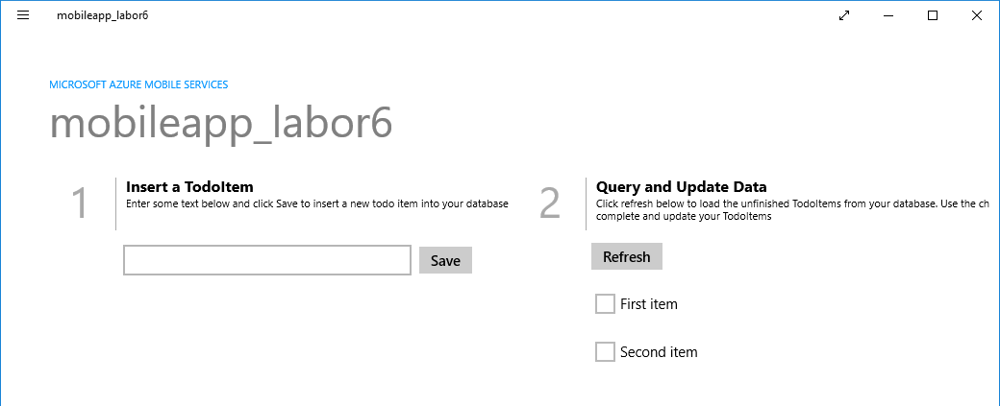 mobileapp_labor6
MICROSOFT AZURE MOBILE SERVICES
mobileapp_labor6
1
Insert a TodoItem
Enter some text below and click Save to insert a new todo item into your database
Save
2
Query and Update Data
Click refresh below to load the unfinished TodoItems from your database. Use the ch
complete and update your TodoItems
Refresh
First item
Second item